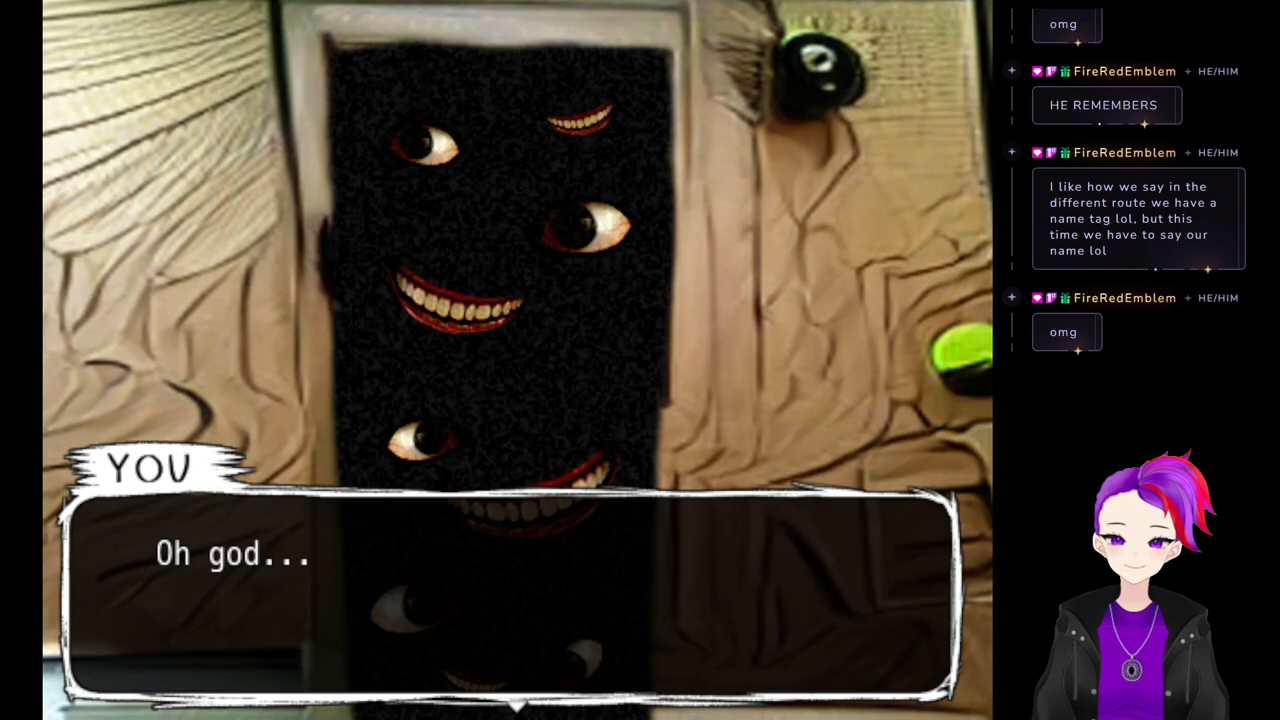 YOU
Oh god...
omg
FireRedEmblem + HE/HIM
HE REMEMBERS
FireRedEmblem + HE/HIM
I like how we say in the
different route we have a
name tag lol, but this
time we have to say our
name lol
FireRedEmblem + HE/HIM
omg